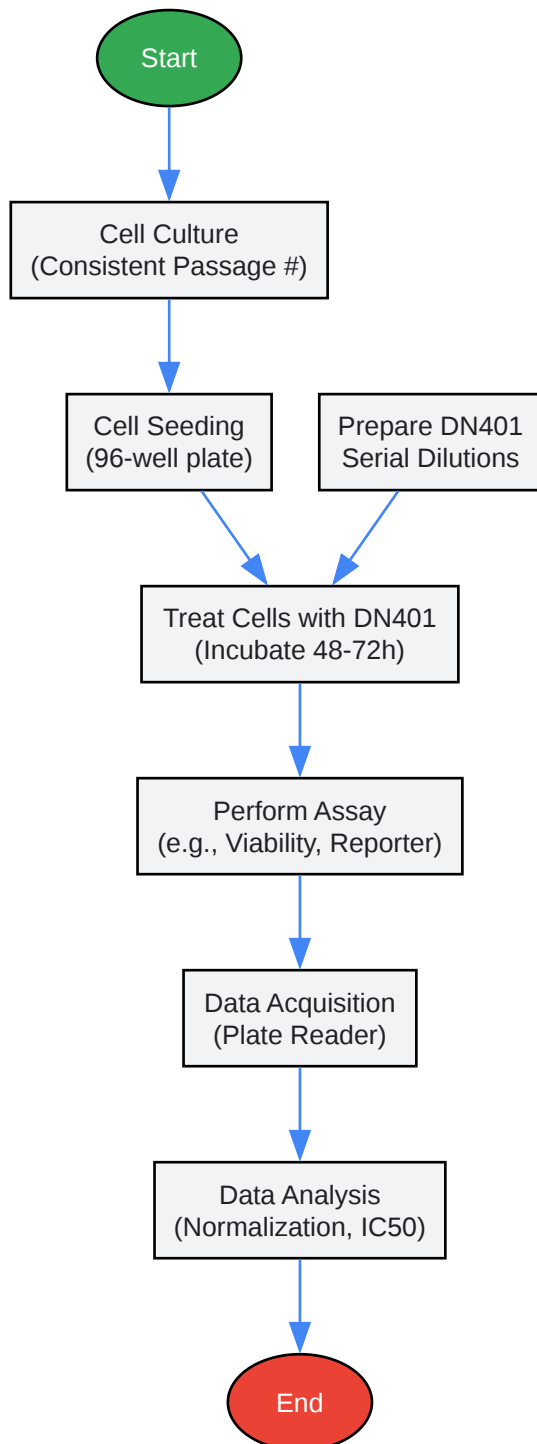 Start
Cell Culture
(Consistent Passage #)
Cell Seeding
(96-well plate)
Prepare DN401
Serial Dilutions
Treat Cells with DN401
(Incubate 48-72h)
Perform Assay
(e.g., Viability, Reporter)
Data Acquisition
(Plate Reader)
Data Analysis
(Normalization, IC50)
End